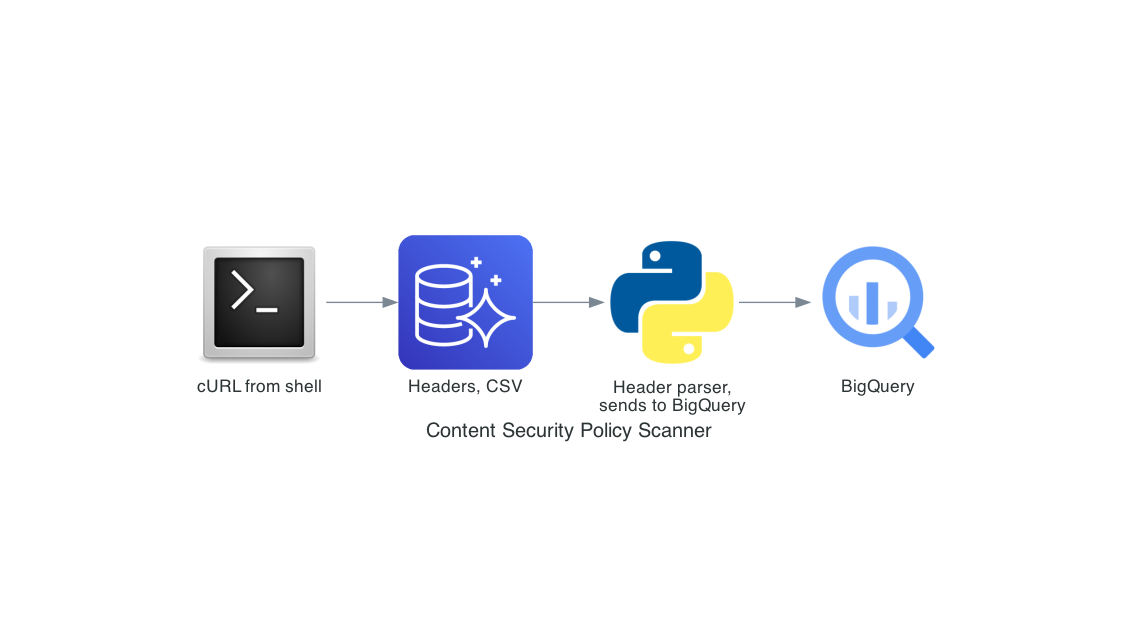 cURL from shell
Headers, CSV
Header parser,
sends to BigQuery
BigQuery
Content Security Policy Scanner